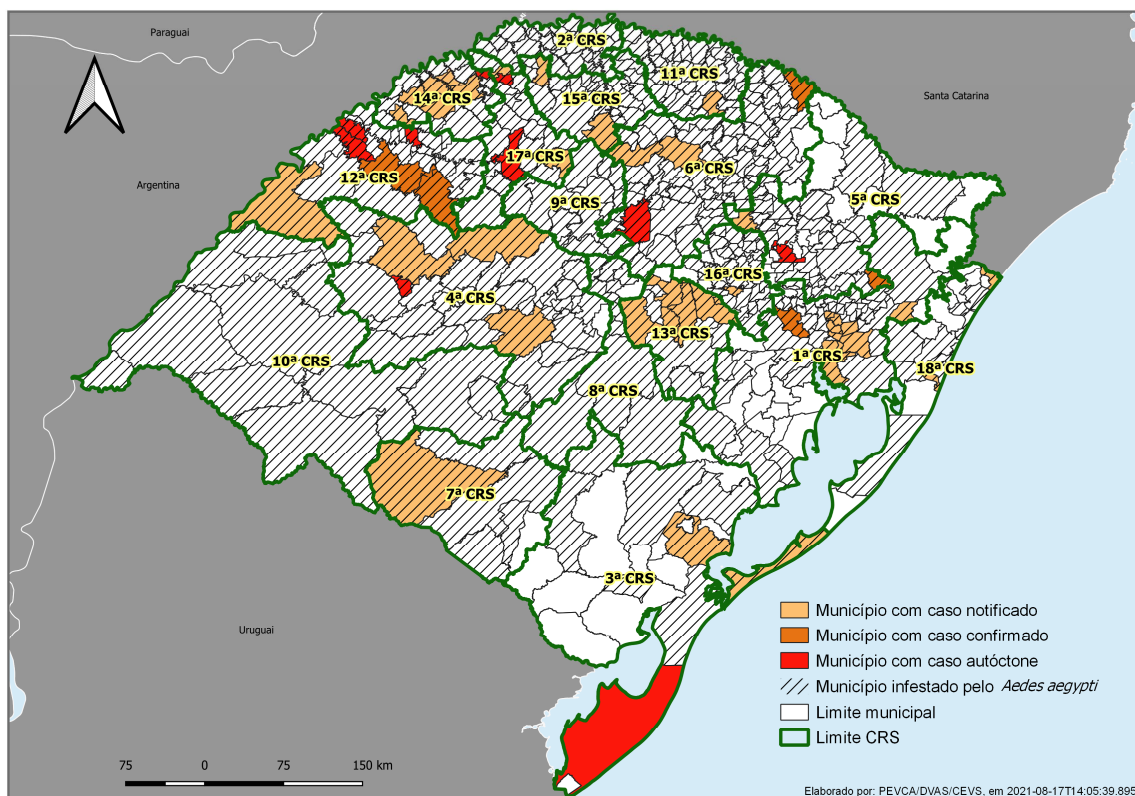 Paraguai
2ª CRS
11ª CRS
14ª CRS
15ª CRS
Santa Catarina
17ª CRS
6ª CRS
Argentina
12ª CRS
9ª CRS
5ª CRS
16ª CRS
4ª CRS
13ª CRS
10ª CRS
1ª CRS
18ª CRS
8ª CRS
7ª CRS
3ª CRS
Uruguai
Município com caso notificado
Município com caso confirmado
Município com caso autóctone
Município infestado pelo Aedes aegypti
Limite municipal
Limite CRS
75 0 75 150 km
Elaborado por: PEVCA/DVAS/CEVS, em 2021-08-17T14:05:39.895